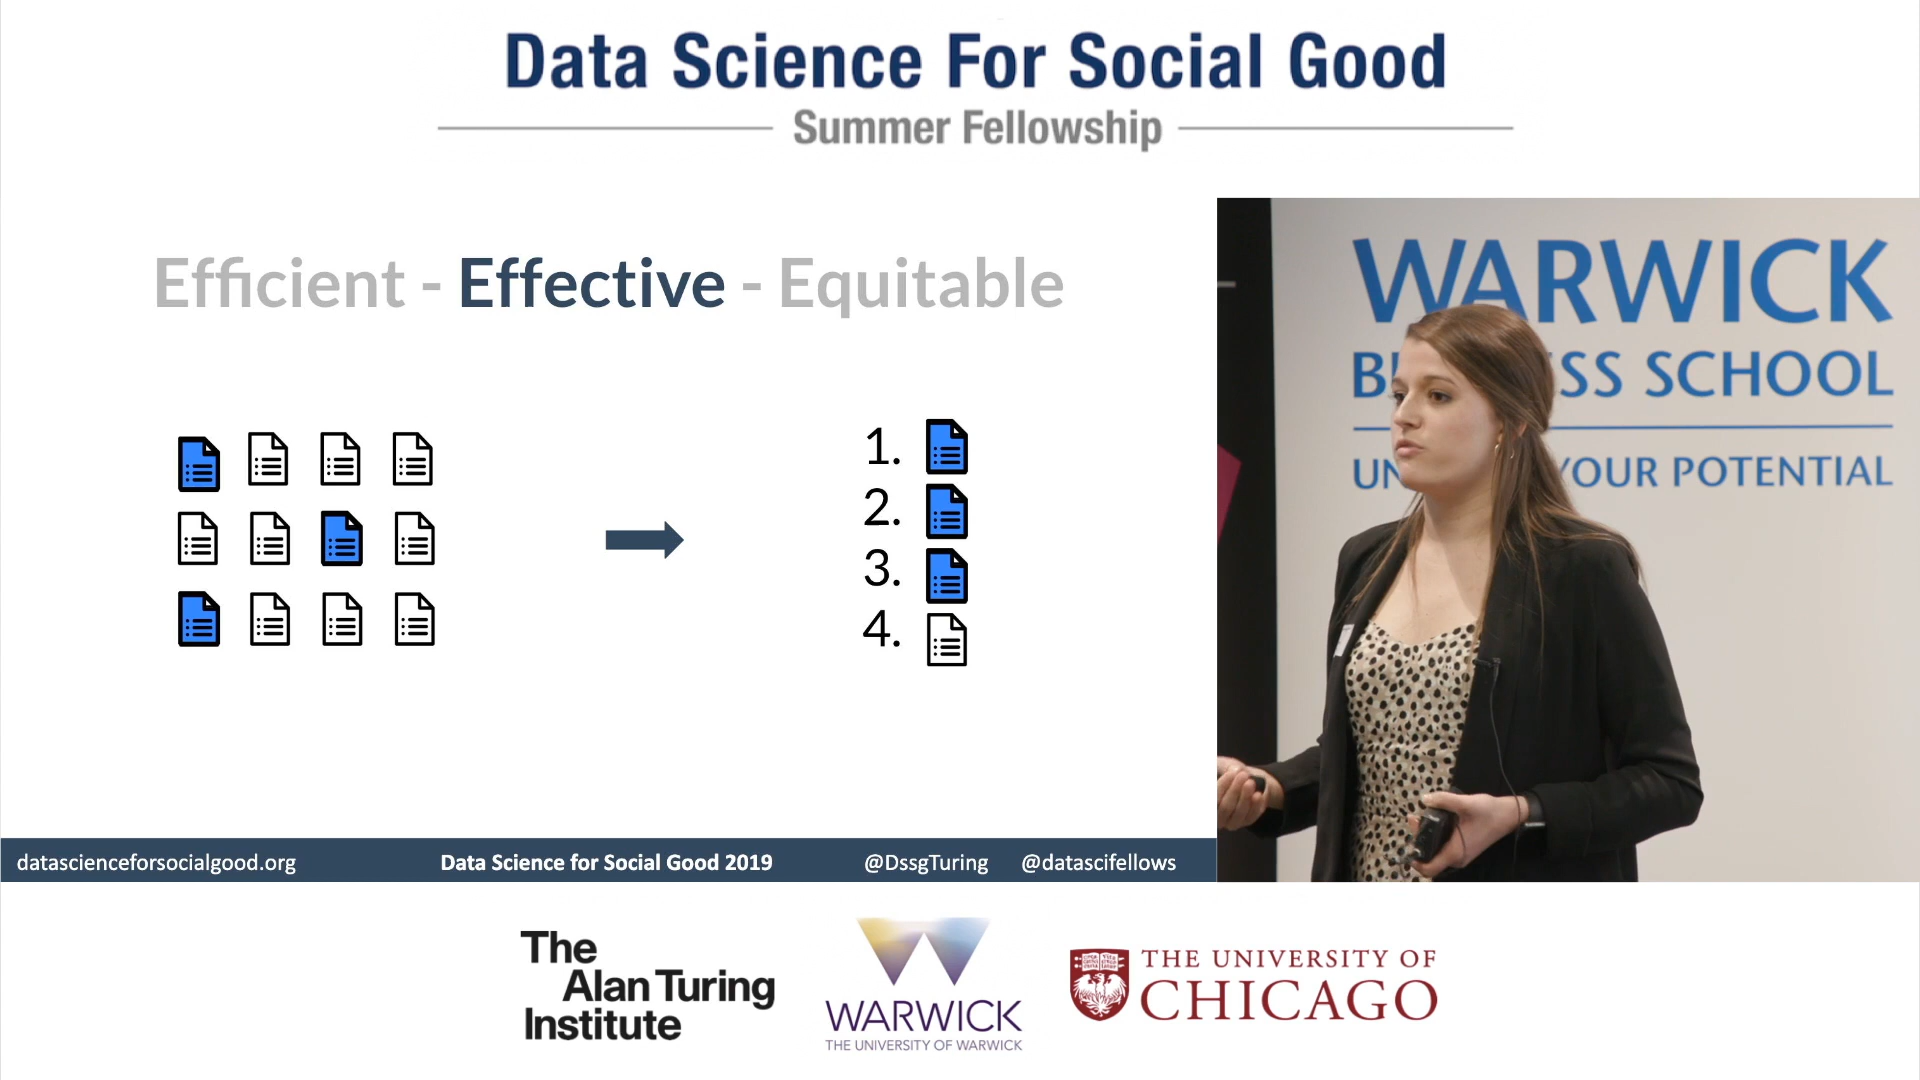 Data Science For Social Good
Summer Fellowship
Efficient - Effective - Equitable
1.
2.
3.
4.
WARWICK
B SS SCHOOL
UN YOUR POTENTIAL
datascienceforsocialgood.org Data Science for Social Good 2019 @DssgTuring @datascifellows
The
Alan Turing
Institute
WARWICK
THE UNIVERSITY OF WARWICK
THE UNIVERSITY OF
CHICAGO